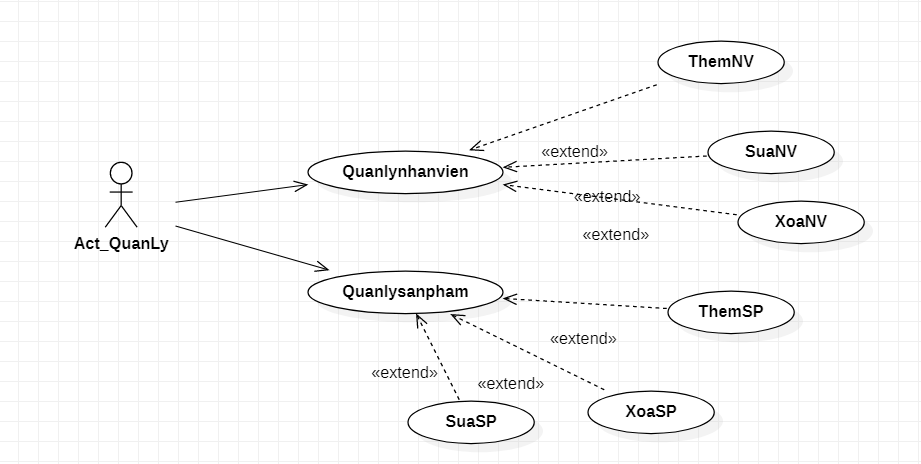 ThemNV
«extend»
SuaNV
Quanlynhanvien
«extend»
XoaNV
«extend»
Act_QuanLy
Quanlysanpham
ThemSP
«extend»
«extend»
«extend»
XoaSP
SuaSP